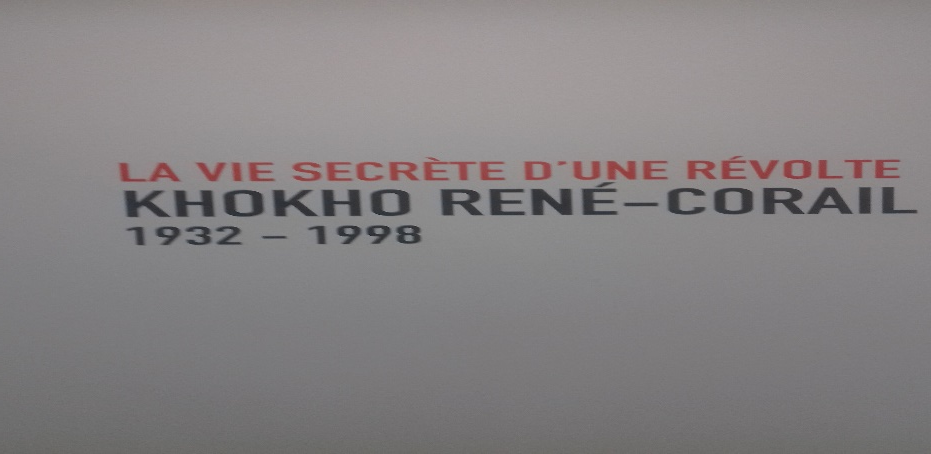 LA VIE SECRÈTE D'UNE RÉVOLTE
KHOKHO RENÉ–CORAIL
1932 – 1998